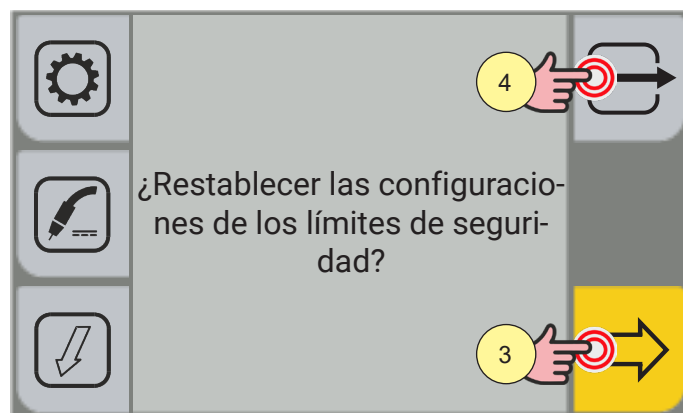 4
¿Restablecer las configuracio-
nes de los límites de seguri-
dad?
3